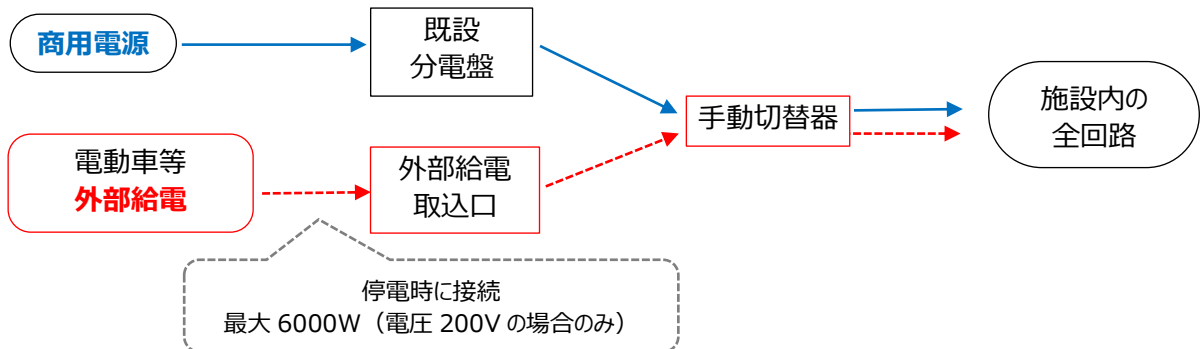 商用電源
既設
分電盤
手動切替器
施設内の
全回路
電動車等
外部給電
外部給電
取込口
停電時に接続
最大 6000W（電圧 200V の場合のみ）